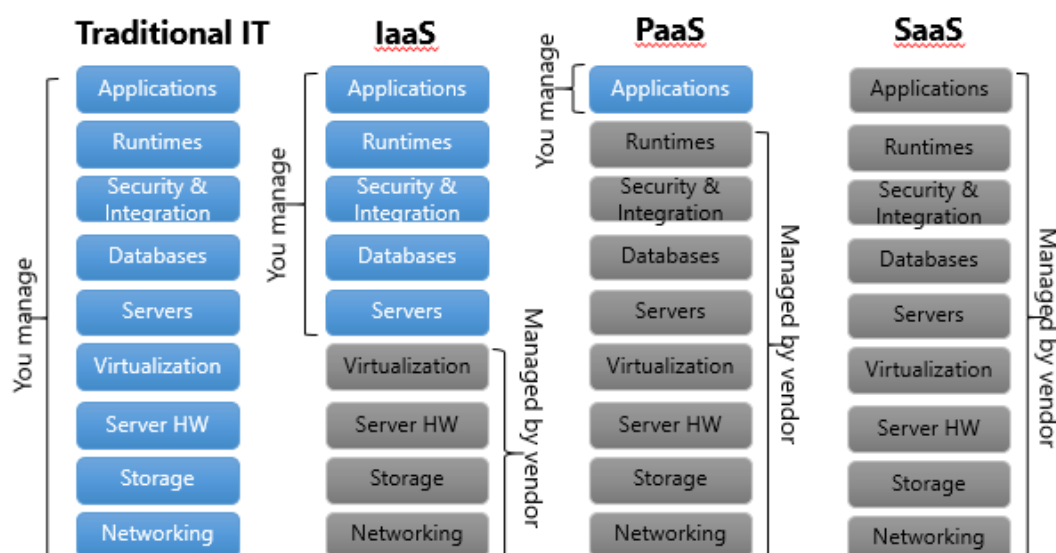 Traditional IT
IaaS
PaaS
SaaS
You manage
Applications
Runtimes
Security &
Integration
Databases
Servers
Virtualization
Server HW
Storage
Networking
You manage
Applications
Runtimes
Security &
Integration
Databases
Servers
Managed by vendor
Virtualization
Server HW
Storage
Networking
You manage
Applications
Managed by vendor
Runtimes
Security &
Integration
Databases
Servers
Virtualization
Server HW
Storage
Networking
Managed by vendor
Applications
Runtimes
Security &
Integration
Databases
Servers
Virtualization
Server HW
Storage
Networking